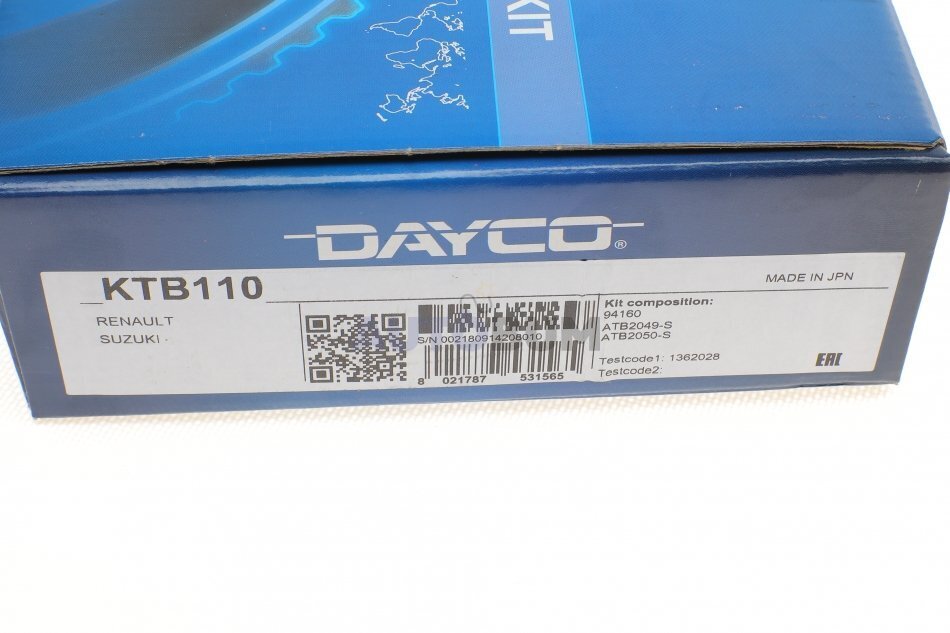 KIT
DAYCO®
KTB110
MADE IN JPN
RENAULT
SUZUKI
S/N 002180914208010
8 021787 531565
Kit composition:
94160
ATB2049-S
ATB2050-S
Testcode1: 1362028
Testcode2:
EAC